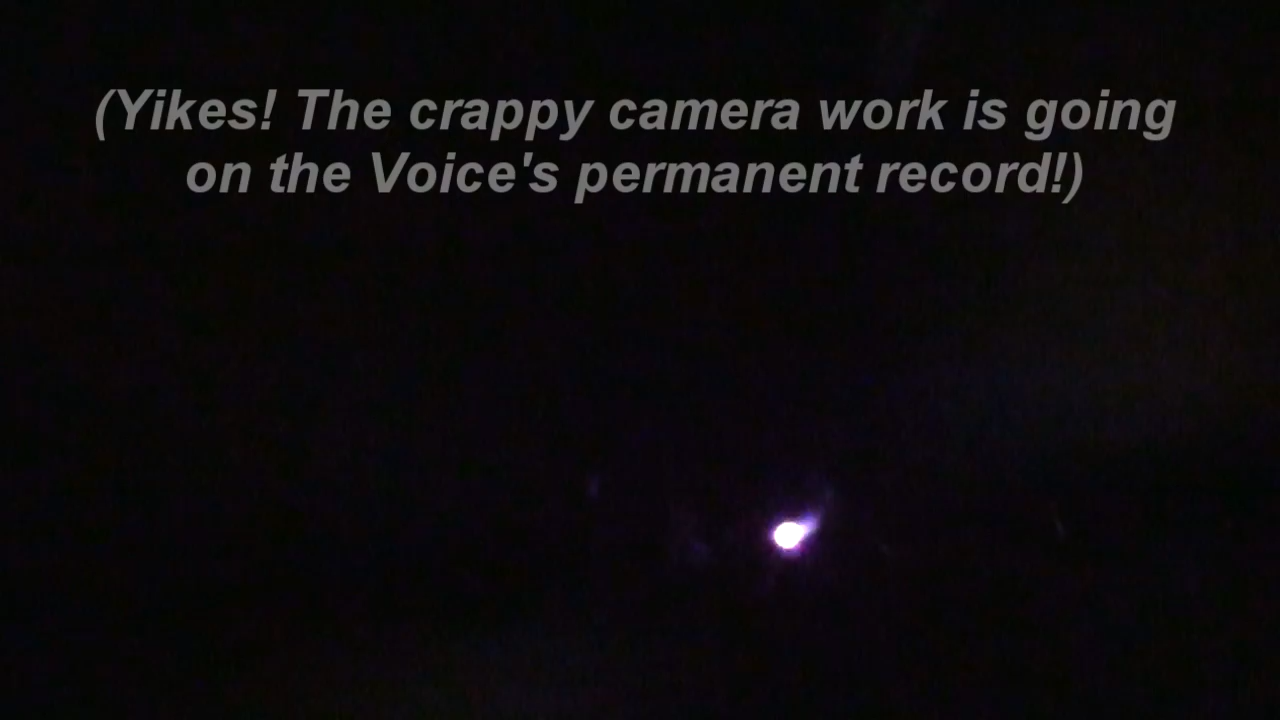 (Yikes! The crappy camera work is going
on the Voice's permanent record!)